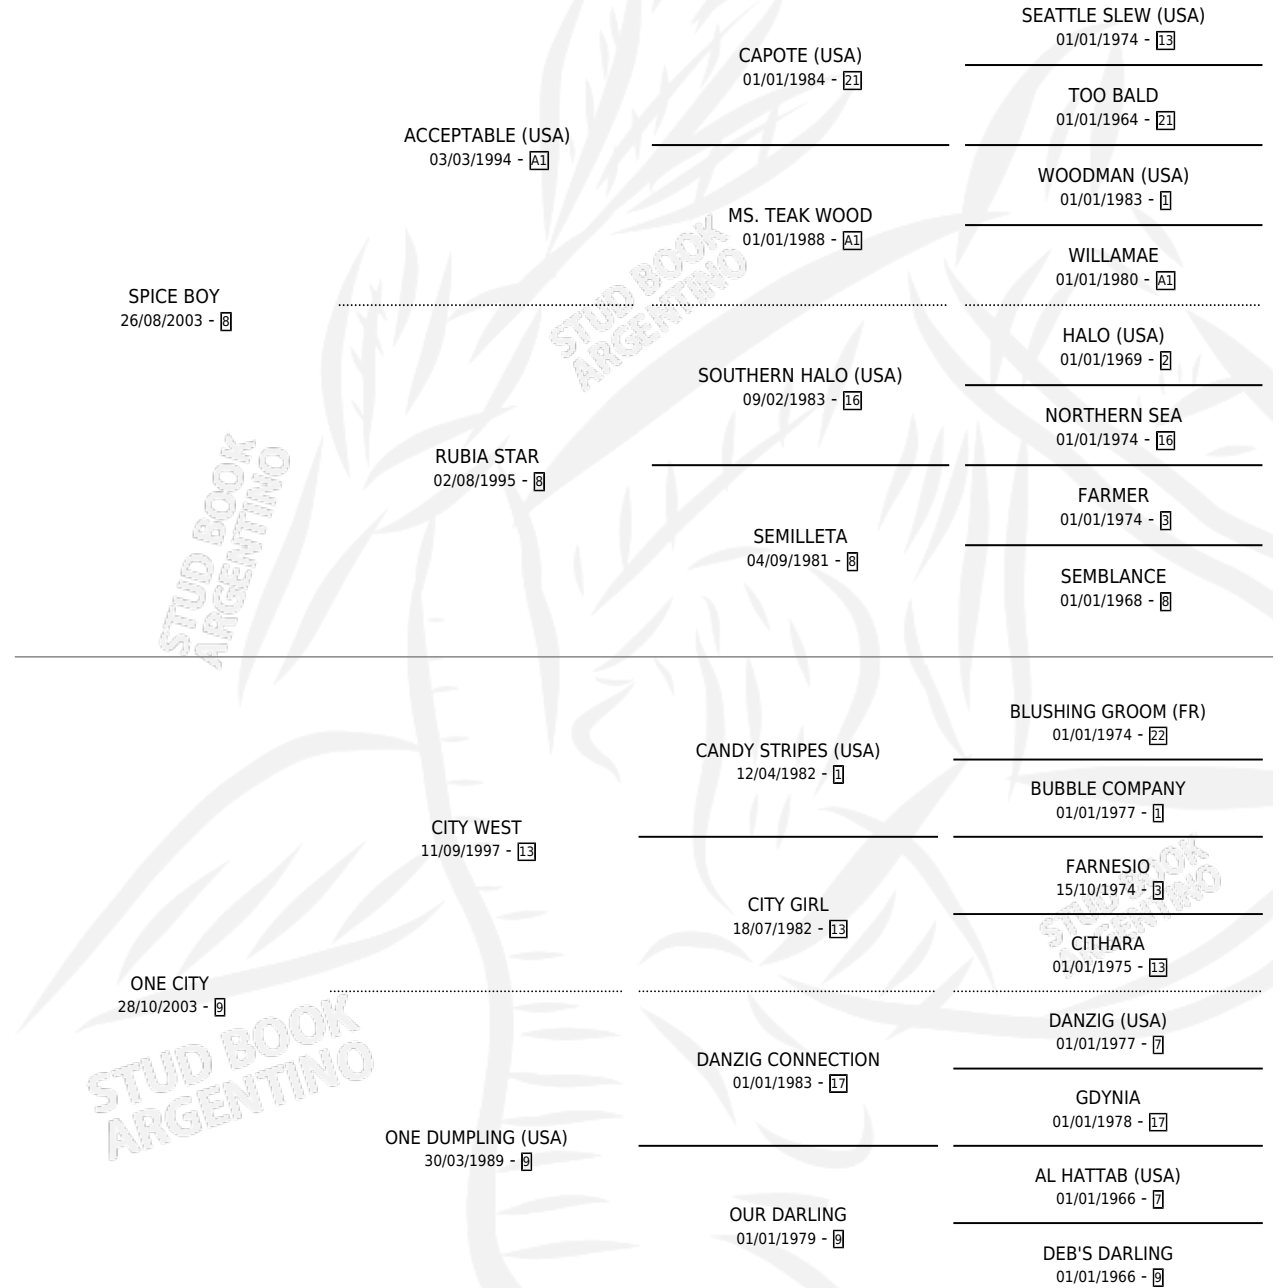 SEATTLE SLEW (USA)
01/01/1974 - 13
CAPOTE (USA)
01/01/1984 - 21
TOO BALD
01/01/1964 - 21
ACCEPTABLE (USA)
03/03/1994 - A1
WOODMAN (USA)
01/01/1983 - 1
MS. TEAK WOOD
01/01/1988 - A1
WILLAMAE
01/01/1980 - A1
SPICE BOY
26/08/2003 - 8
HALO (USA)
01/01/1969 - 2
SOUTHERN HALO (USA)
09/02/1983 - 16
NORTHERN SEA
01/01/1974 - 16
RUBIA STAR
02/08/1995 - 8
FARMER
01/01/1974 - 3
SEMILLETA
04/09/1981 - 8
SEMBLANCE
01/01/1968 - 8
STUD BOOK
ARGENTINO
STUD BOOK
ARGENTINO
BLUSHING GROOM (FR)
01/01/1974 - 22
CANDY STRIPES (USA)
12/04/1982 - 1
BUBBLE COMPANY
01/01/1977 - 1
CITY WEST
11/09/1997 - 13
FARNESIO
15/10/1974 - 3
CITY GIRL
18/07/1982 - 13
CITHARA
01/01/1975 - 13
STUD BOOK
ARGENTINO
ONE CITY
28/10/2003 - 9
DANZIG (USA)
01/01/1977 - 7
DANZIG CONNECTION
01/01/1983 - 17
GDYNIA
01/01/1978 - 17
ONE DUMPLING (USA)
30/03/1989 - 9
AL HATTAB (USA)
01/01/1966 - 7
OUR DARLING
01/01/1979 - 9
DEB'S DARLING
01/01/1966 - 9
STUD BOOK
ARGENTINO